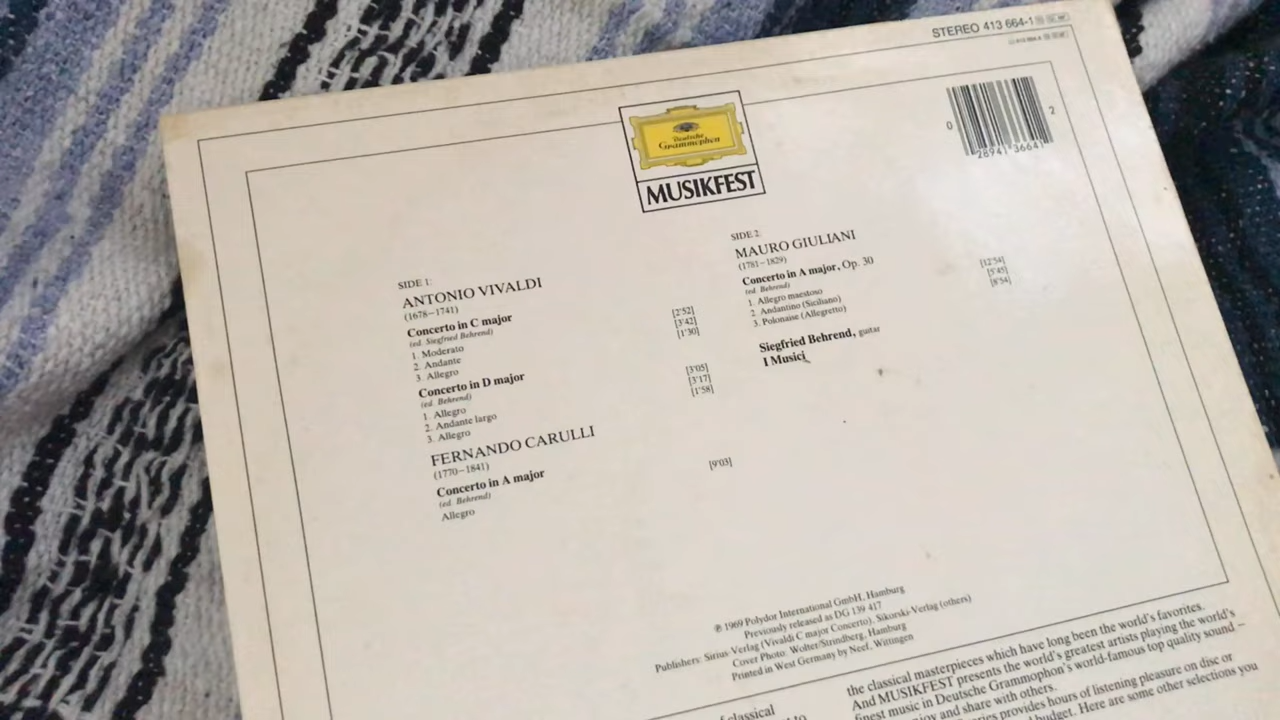 STEREO 413 664-1
Deutsche
Grammophon
MUSIKFEST
0 28941 36641 2
SIDE 1:
ANTONIO VIVALDI
(1678–1741)
Concerto in C major
(ed. Siegfried Behrend)
1. Moderato [2'52]
2. Andante [3'42]
3. Allegro [1'30]
Concerto in D major
(ed. Behrend)
1. Allegro [3'05]
2. Andante largo [3'17]
3. Allegro [1'58]
FERNANDO CARULLI
(1770–1841)
Concerto in A major
(ed. Behrend)
Allegro [9'03]
SIDE 2:
MAURO GIULIANI
(1781–1829)
Concerto in A major, Op. 30
(ed. Behrend)
1. Allegro maestoso [12'54]
2. Andantino (Siciliano) [5'45]
3. Polonaise (Allegretto) [8'54]
Siegfried Behrend, guitar
I Musici
℗ 1969 Polydor International GmbH, Hamburg
Previously released as DG 139 417
Publishers: Sirius-Verlag (Vivaldi C major Concerto), Sikorski-Verlag (others)
Cover Photo: Wolter/Strindberg, Hamburg
Printed in West Germany by Neef, Wittingen
of classical
to
the classical masterpieces which have long been the world's favorites.
And MUSIKFEST presents the world's greatest artists playing the world's
finest music in Deutsche Grammophon's world-famous top quality sound –
and share with others.
provides hours of listening pleasure on disc or
budget. Here are some other selections you